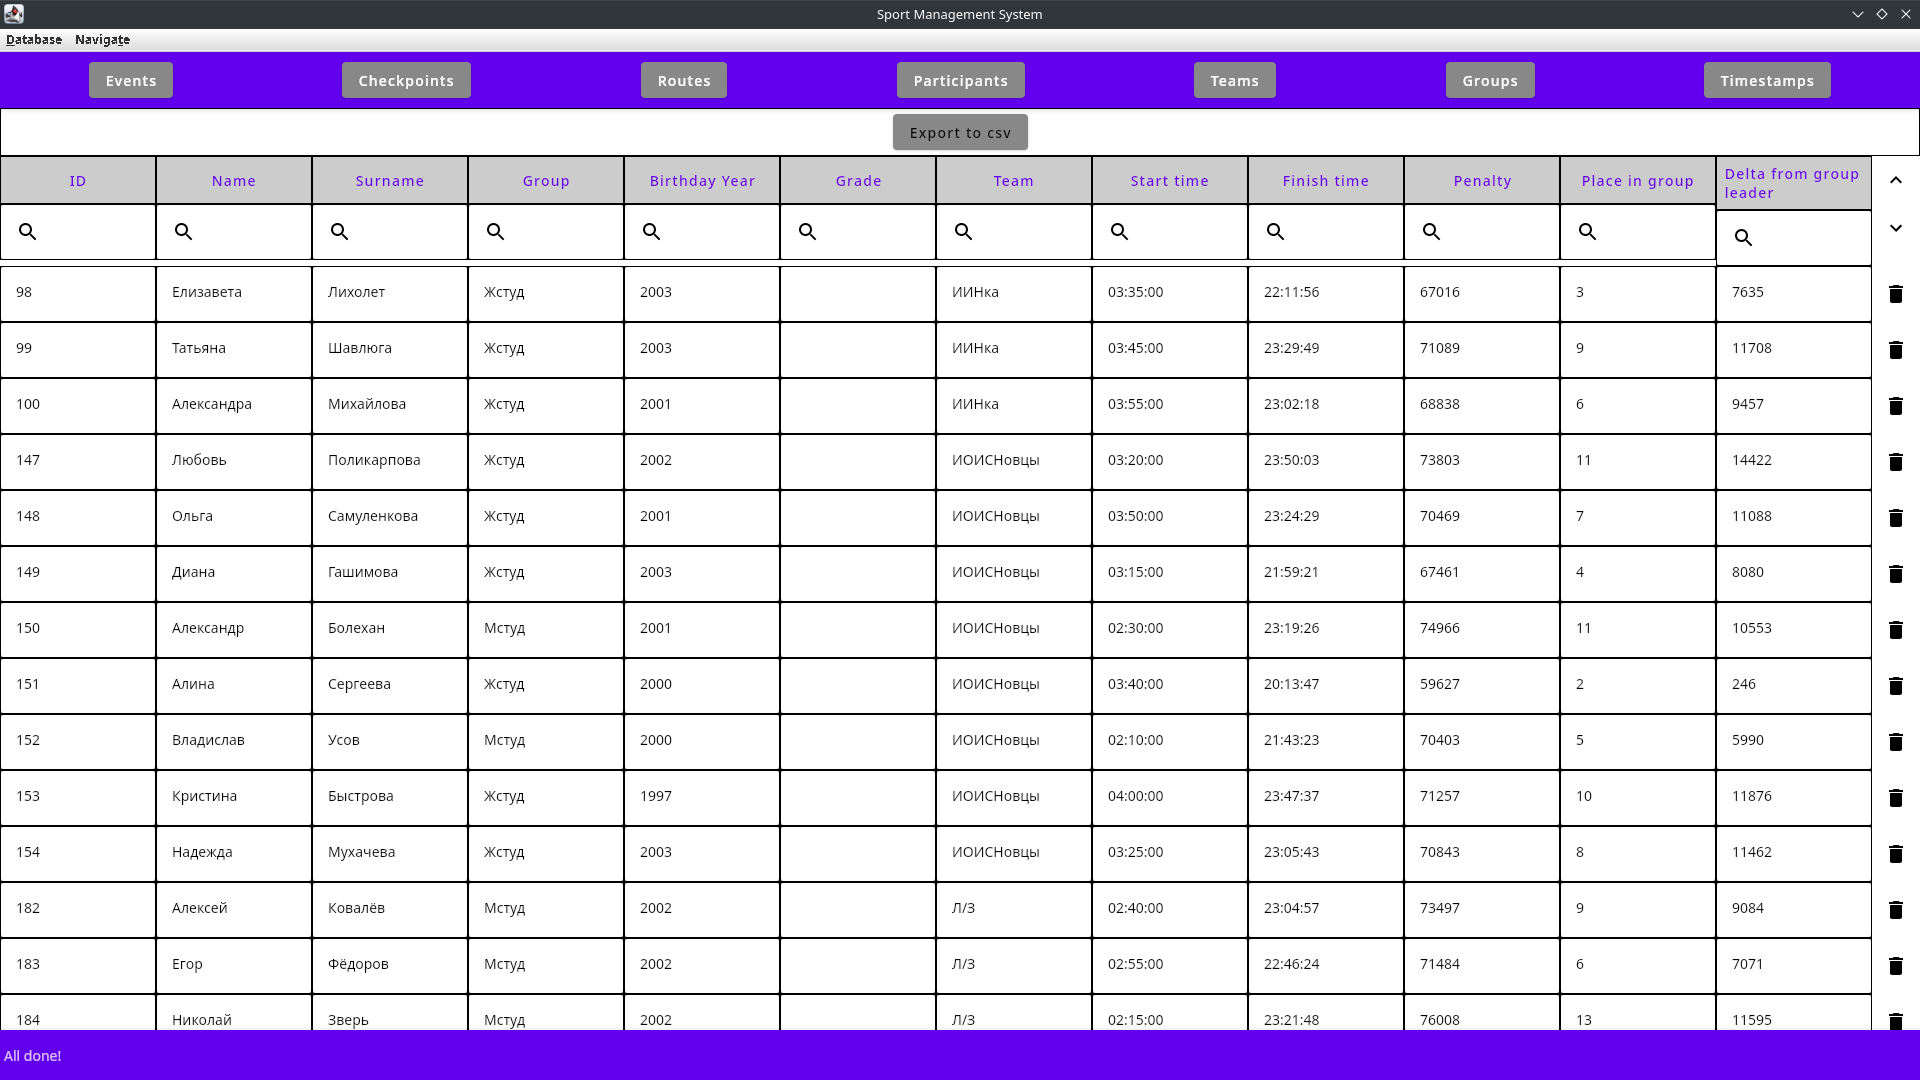 Sport Management System
Database Navigate
Events Checkpoints Routes Participants Teams Groups Timestamps
Export to csv
ID Name Surname Group Birthday Year Grade Team Start time Finish time Penalty Place in group Delta from group leader
98 Елизавета Лихолет Жстуд 2003 ИИНка 03:35:00 22:11:56 67016 3 7635
99 Татьяна Шавлюга Жстуд 2003 ИИНка 03:45:00 23:29:49 71089 9 11708
100 Александра Михайлова Жстуд 2001 ИИНка 03:55:00 23:02:18 68838 6 9457
147 Любовь Поликарпова Жстуд 2002 ИОИСНовцы 03:20:00 23:50:03 73803 11 14422
148 Ольга Самуленкова Жстуд 2001 ИОИСНовцы 03:50:00 23:24:29 70469 7 11088
149 Диана Гашимова Жстуд 2003 ИОИСНовцы 03:15:00 21:59:21 67461 4 8080
150 Александр Болехан Мстуд 2001 ИОИСНовцы 02:30:00 23:19:26 74966 11 10553
151 Алина Сергеева Жстуд 2000 ИОИСНовцы 03:40:00 20:13:47 59627 2 246
152 Владислав Усов Мстуд 2000 ИОИСНовцы 02:10:00 21:43:23 70403 5 5990
153 Кристина Быстрова Жстуд 1997 ИОИСНовцы 04:00:00 23:47:37 71257 10 11876
154 Надежда Мухачева Жстуд 2003 ИОИСНовцы 03:25:00 23:05:43 70843 8 11462
182 Алексей Ковалёв Мстуд 2002 Л/З 02:40:00 23:04:57 73497 9 9084
183 Егор Фёдоров Мстуд 2002 Л/З 02:55:00 22:46:24 71484 6 7071
184 Николай Зверь Мстуд 2002 Л/З 02:15:00 23:21:48 76008 13 11595
All done!